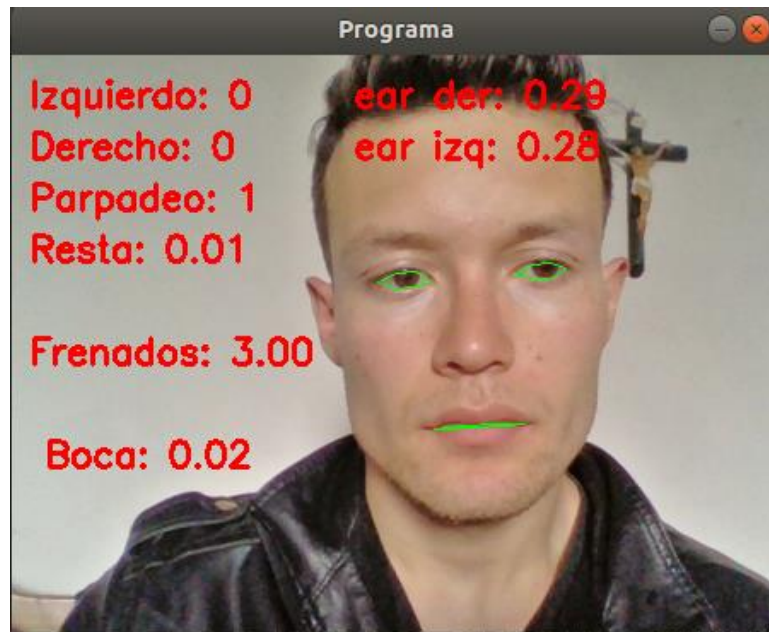 Programa
Izquierdo: 0
ear der: 0.29
Derecho: 0
ear izq: 0.28
Parpadeo: 1
Resta: 0.01
Frenados: 3.00
Boca: 0.02